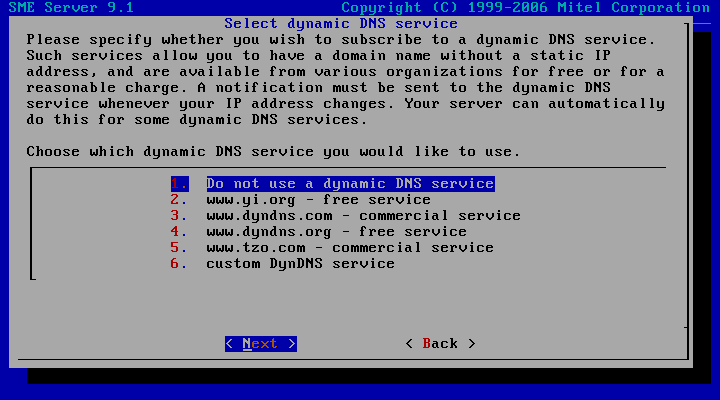 SME Server 9.1 Copyright (C) 1999-2006 Mitel Corporation
Select dynamic DNS service
Please specify whether you wish to subscribe to a dynamic DNS service.
Such services allow you to have a domain name without a static IP
address, and are available from various organizations for free or for a
reasonable charge. A notification must be sent to the dynamic DNS
service whenever your IP address changes. Your server can automatically
do this for some dynamic DNS services.
Choose which dynamic DNS service you would like to use.
1. Do not use a dynamic DNS service
2. www.yi.org - free service
3. www.dyndns.com - commercial service
4. www.dyndns.org - free service
5. www.tzo.com - commercial service
6. custom DynDNS service
< Next > < Back >